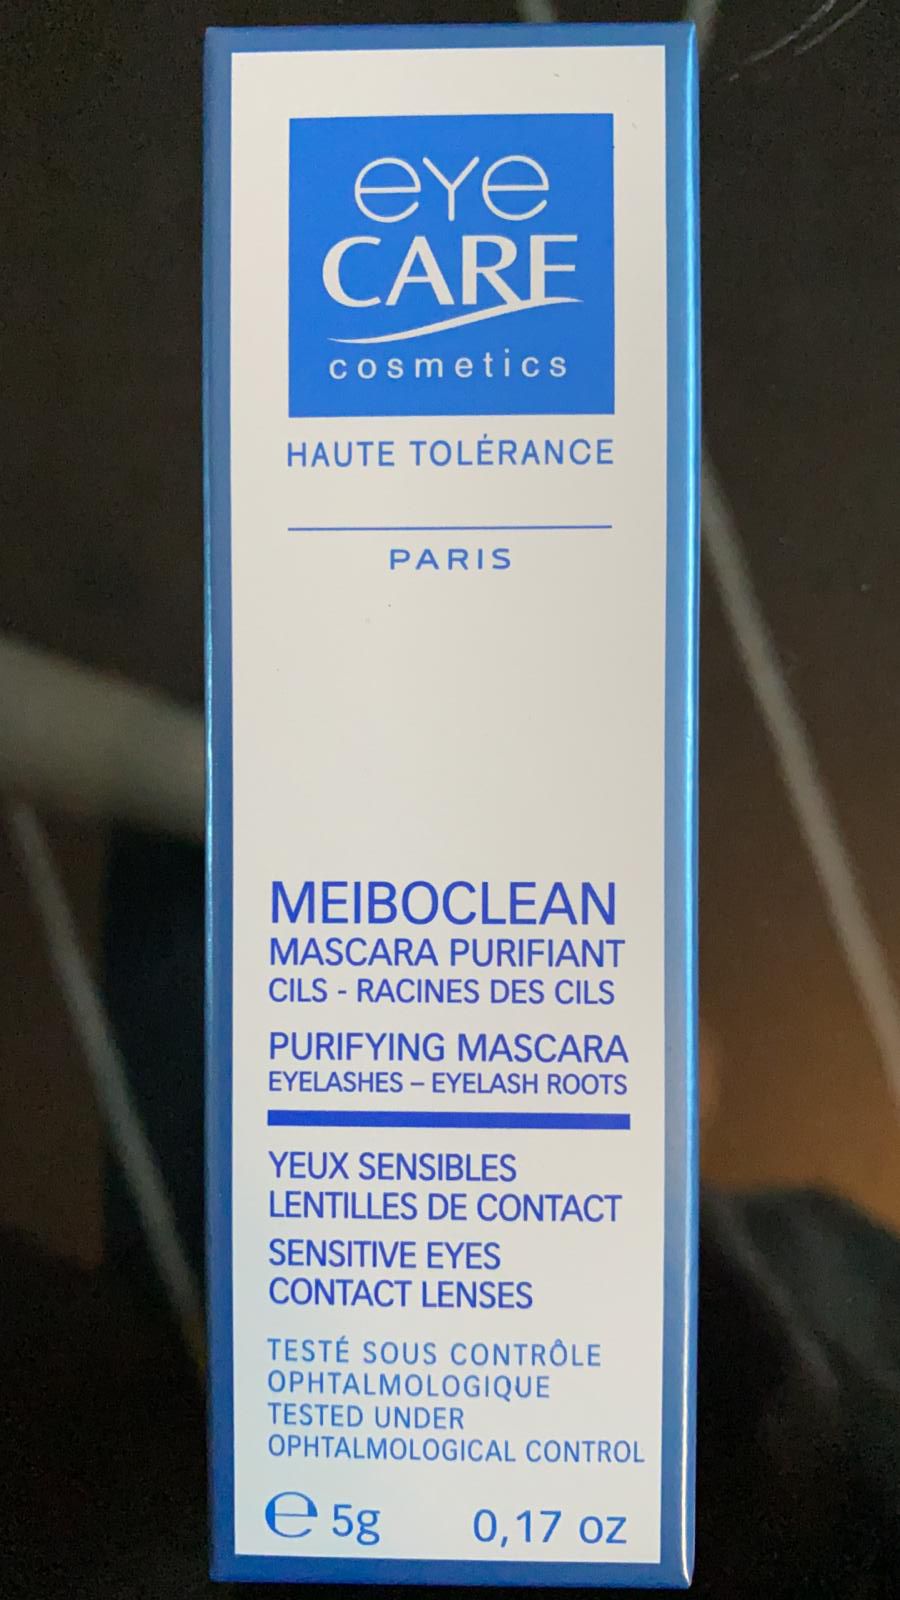 eye
CARE
cosmetics
HAUTE TOLÉRANCE
PARIS
MEIBOCLEAN
MASCARA PURIFIANT
CILS - RACINES DES CILS
PURIFYING MASCARA
EYELASHES – EYELASH ROOTS
YEUX SENSIBLES
LENTILLES DE CONTACT
SENSITIVE EYES
CONTACT LENSES
TESTÉ SOUS CONTRÔLE
OPHTALMOLOGIQUE
TESTED UNDER
OPHTALMOLOGICAL CONTROL
℮ 5g 0,17 oz